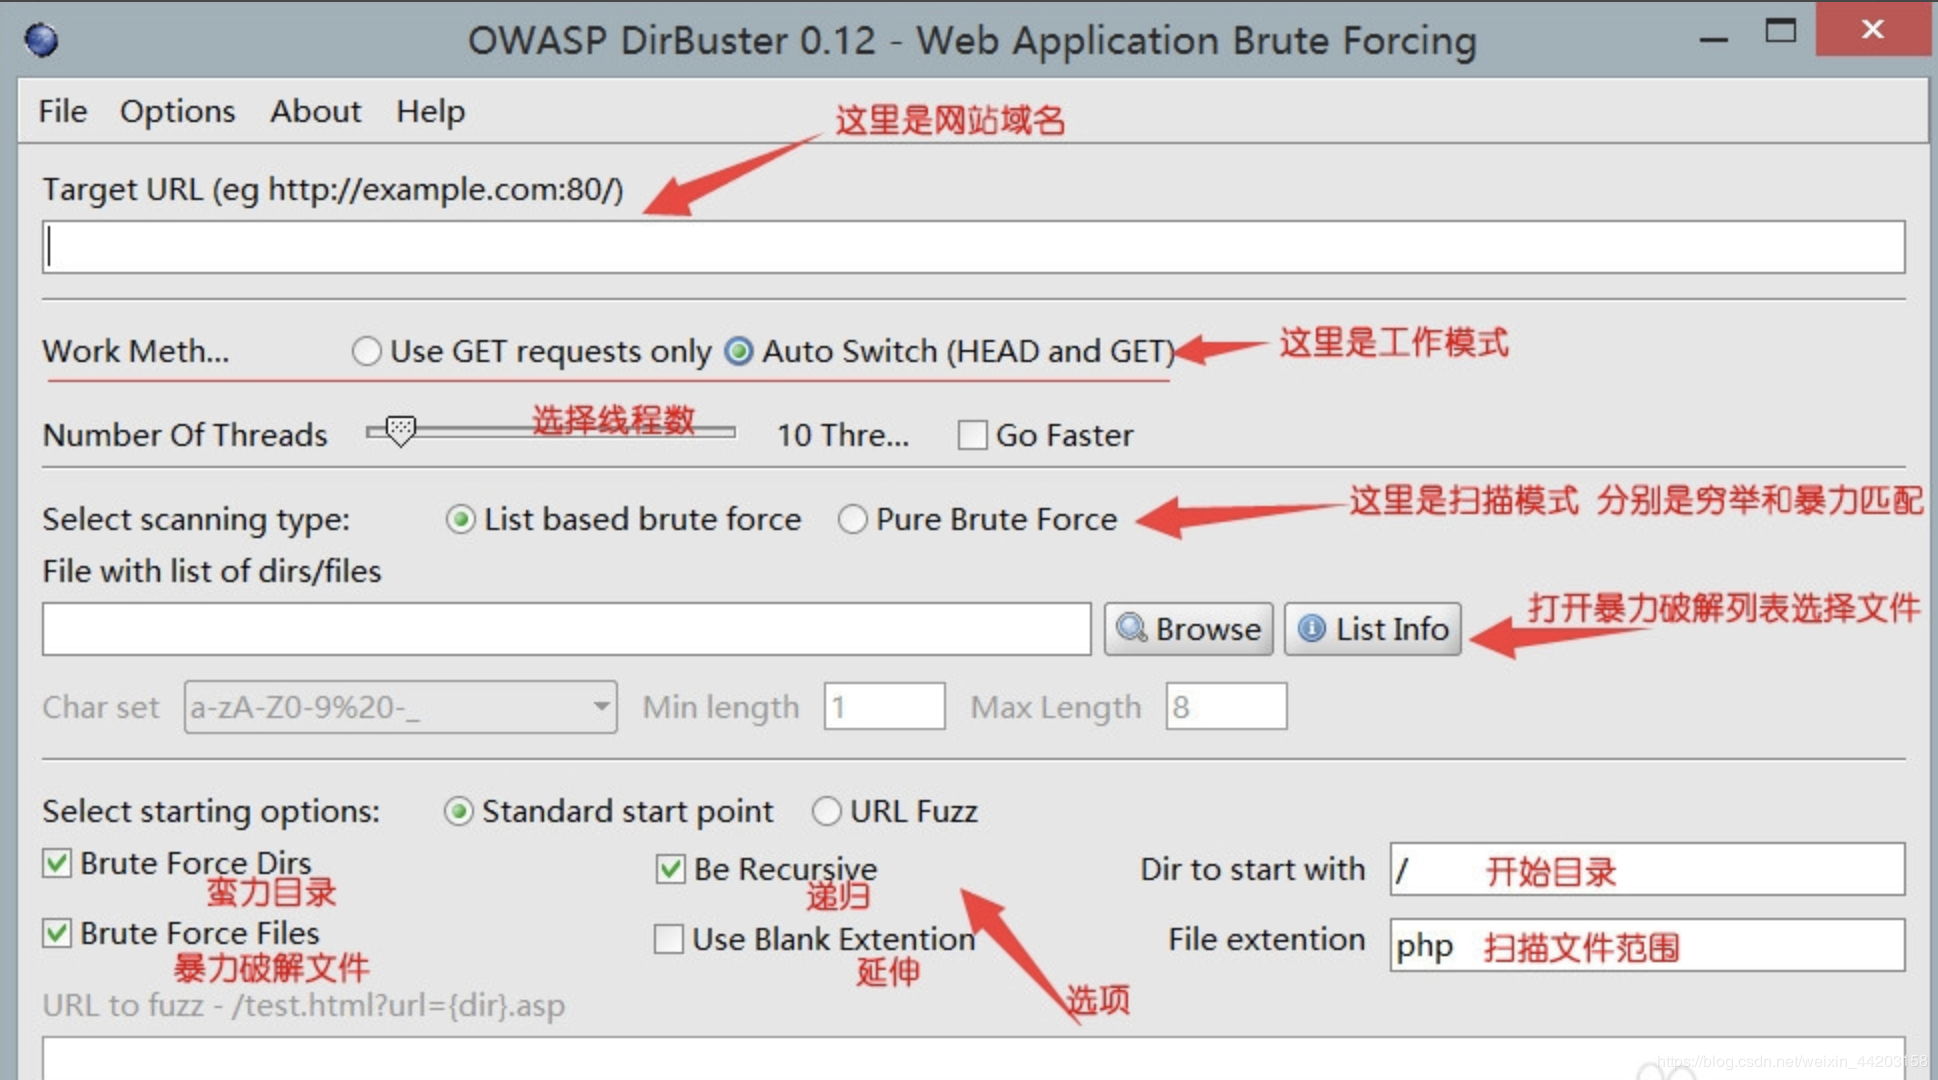 OWASP DirBuster 0.12 - Web Application Brute Forcing
File Options About Help
这里是网站域名
Target URL (eg http://example.com:80/)
Work Meth... Use GET requests only Auto Switch (HEAD and GET) 这里是工作模式
Number Of Threads 选择线程数 10 Thre... Go Faster
Select scanning type: List based brute force Pure Brute Force 这里是扫描模式 分别是穷举和暴力匹配
File with list of dirs/files
打开暴力破解列表选择文件
Browse List Info
Char set a-zA-Z0-9%20-_ Min length 1 Max Length 8
Select starting options: Standard start point URL Fuzz
Brute Force Dirs Be Recursive Dir to start with / 开始目录
蛮力目录 递归
Brute Force Files Use Blank Extention File extention php 扫描文件范围
暴力破解文件 延伸 选项
URL to fuzz - /test.html?url={dir}.asp
https://blog.csdn.net/weixin_44203158